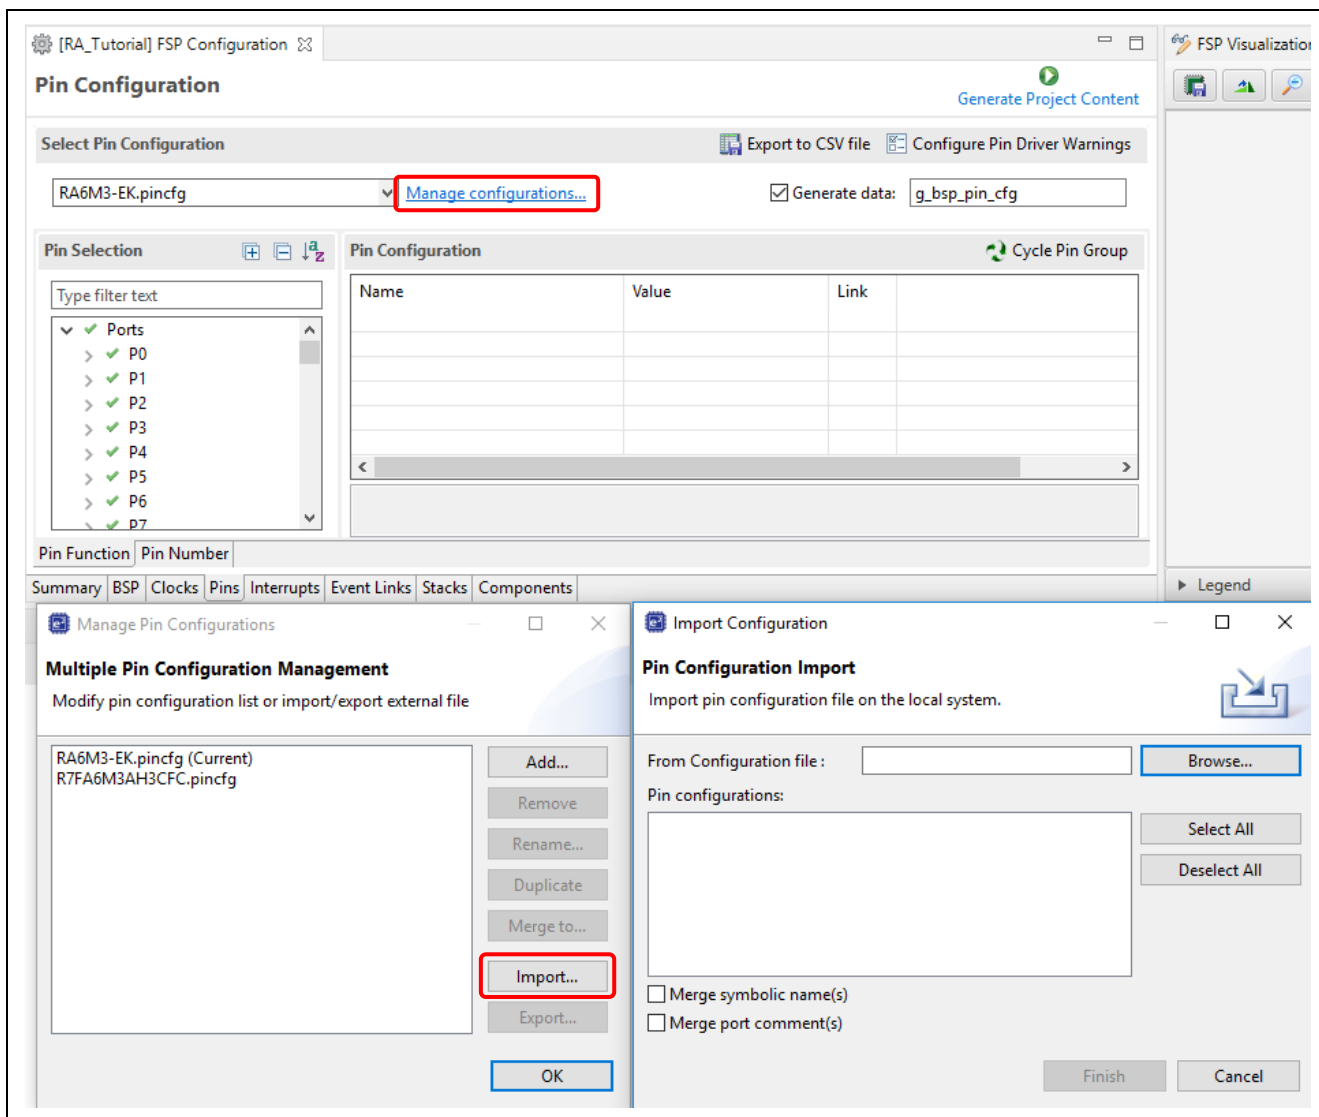 [RA_Tutorial] FSP Configuration
FSP Visualization
Pin Configuration
Generate Project Content
Select Pin Configuration
Export to CSV file
Configure Pin Driver Warnings
RA6M3-EK.pincfg
Manage configurations...
Generate data:
g_bsp_pin_cfg
Pin Selection
Pin Configuration
Cycle Pin Group
Type filter text
Name Value Link
Ports
P0
P1
P2
P3
P4
P5
P6
P7
Pin Function Pin Number
Summary BSP Clocks Pins Interrupts Event Links Stacks Components
Legend
Manage Pin Configurations
Multiple Pin Configuration Management
Modify pin configuration list or import/export external file
RA6M3-EK.pincfg (Current)
R7FA6M3AH3CFC.pincfg
Add...
Remove
Rename...
Duplicate
Merge to...
Import...
Export...
OK
Import Configuration
Pin Configuration Import
Import pin configuration file on the local system.
From Configuration file :
Browse...
Pin configurations:
Select All
Deselect All
Merge symbolic name(s)
Merge port comment(s)
Finish
Cancel